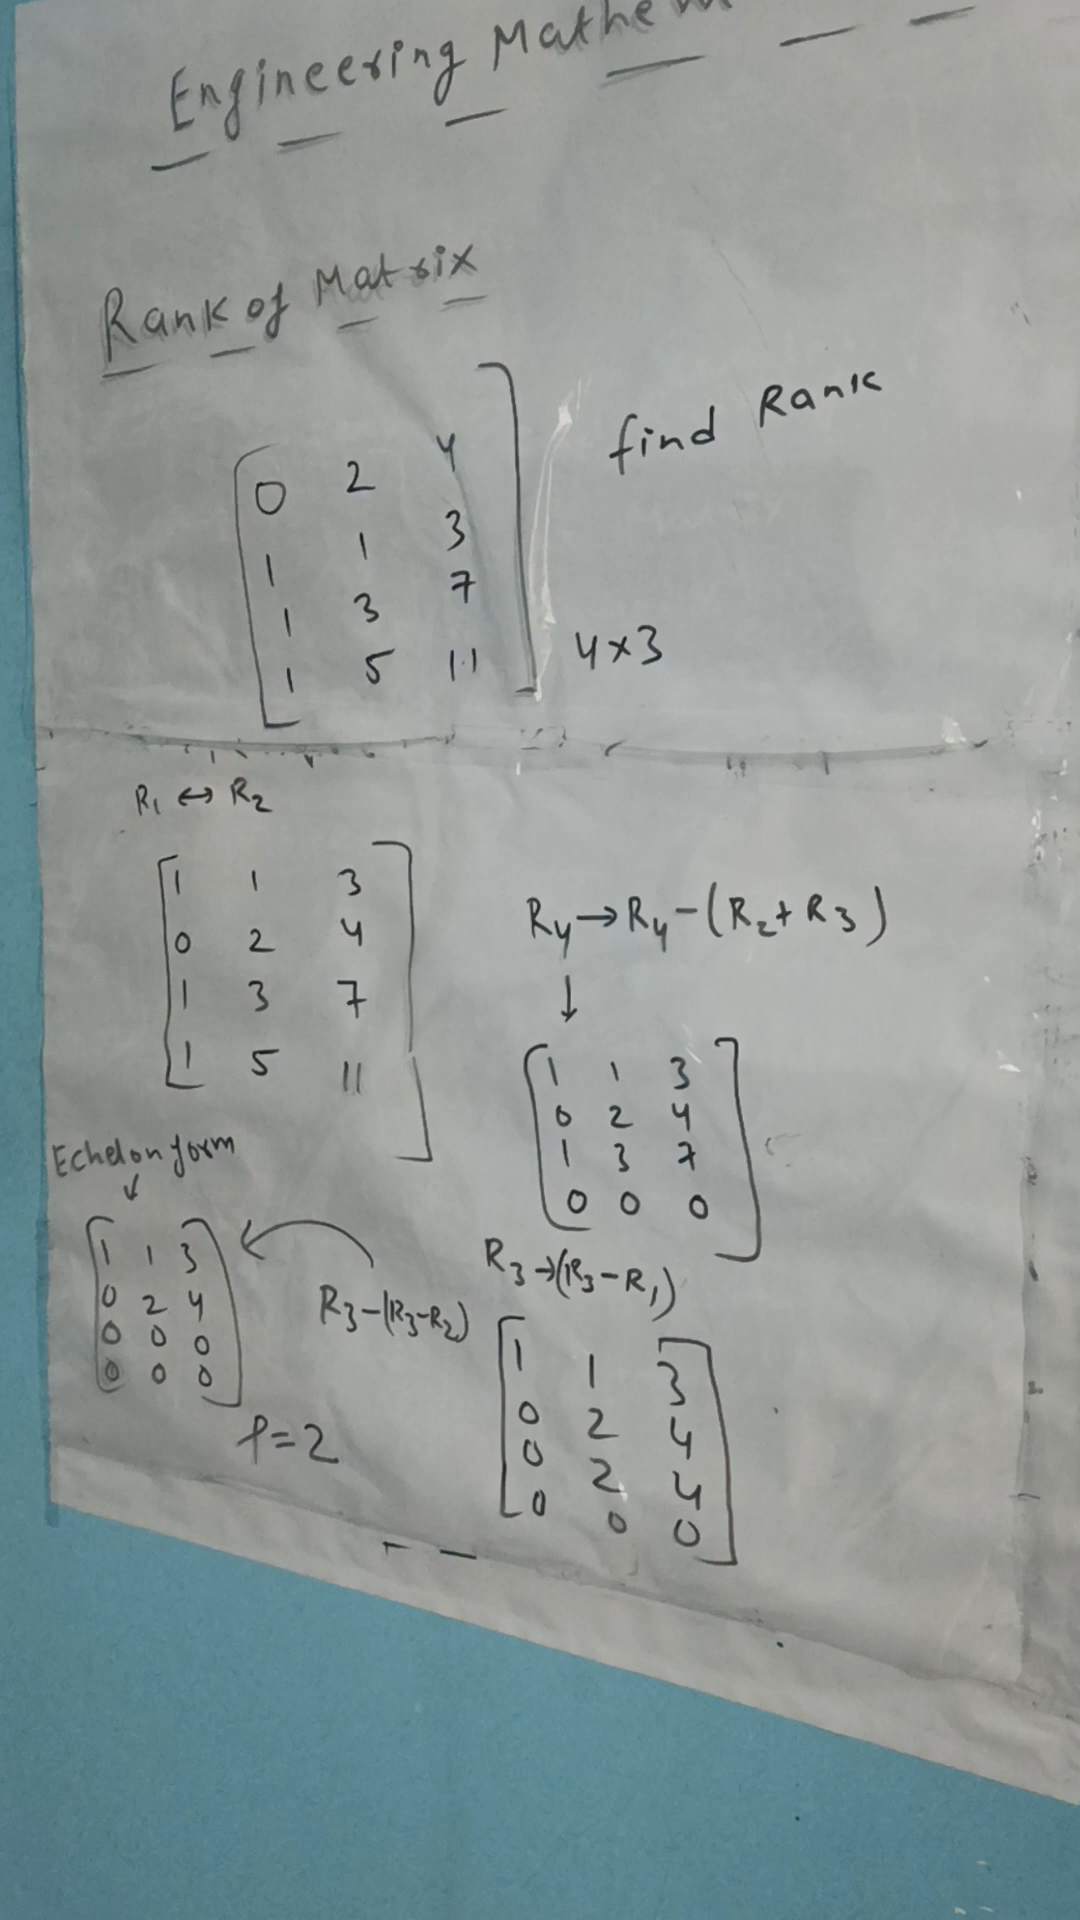 Engineering Mathem
Rank of Matrix
find Rank
0 2 4
1 1 3
1 3 7
1 5 11
4×3
R1 ↔ R2
1 1 3
0 2 4
1 3 7
1 5 11
R4→R4-(R2+R3)
↓
1 1 3
0 2 4
1 3 7
0 0 0
R3→(R3-R1)
1 1 3
0 2 4
0 2 4
0 0 0
R3-(R3-R2)
Echelon form
↓
1 1 3
0 2 4
0 0 0
0 0 0
ρ=2